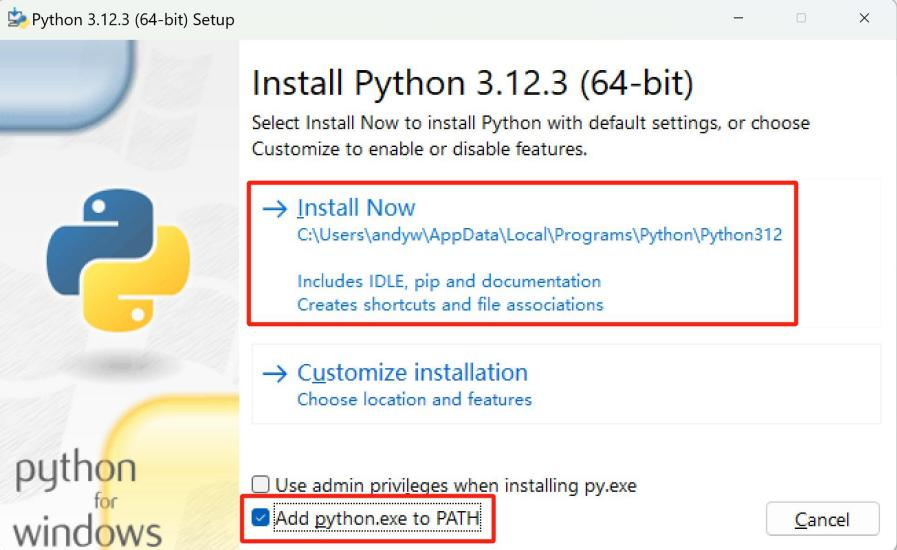 Python 3.12.3 (64-bit) Setup
Install Python 3.12.3 (64-bit)
Select Install Now to install Python with default settings, or choose
Customize to enable or disable features.
Install Now
C:\Users\andyw\AppData\Local\Programs\Python\Python312
Includes IDLE, pip and documentation
Creates shortcuts and file associations
Customize installation
Choose location and features
Use admin privileges when installing py.exe
Add python.exe to PATH
Cancel
python
for
windows